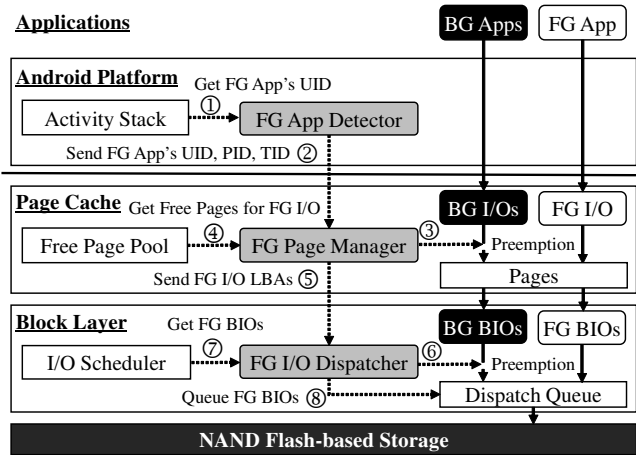 Applications
BG Apps
FG App
Android Platform
Get FG App's UID
①
Activity Stack
FG App Detector
Send FG App's UID, PID, TID ②
Page Cache
Get Free Pages for FG I/O
BG I/Os
FG I/O
④
③
Free Page Pool
FG Page Manager
Preemption
Send FG I/O LBAs ⑤
Pages
Block Layer
Get FG BIOs
BG BIOs
FG BIOs
⑦
⑥
I/O Scheduler
FG I/O Dispatcher
Preemption
Queue FG BIOs ⑧
Dispatch Queue
NAND Flash-based Storage